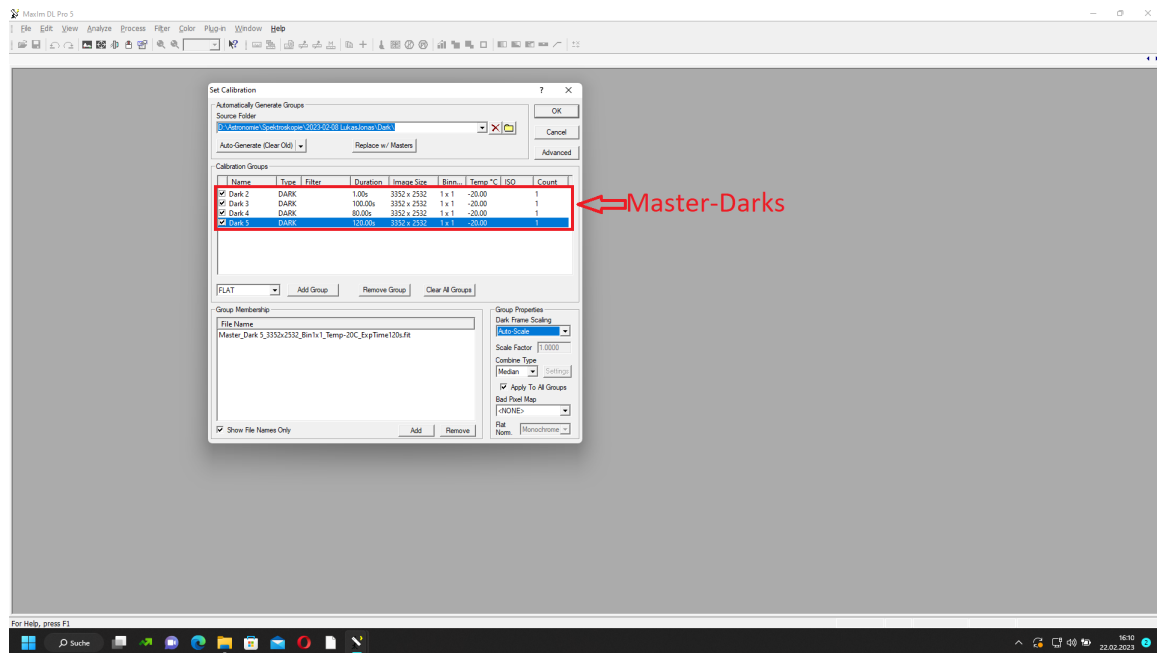 MaxIm DL Pro 5
File Edit View Analyze Process Filter Color Plug-in Window Help
Set Calibration ? ×
Automatically Generate Groups
Source Folder
D:\Astronomie\Spektroskopie\2023-02-08 LukasJonas\Dark\
OK
Cancel
Advanced
Auto-Generate (Clear Old)
Replace w/ Masters
Calibration Groups
Name Type Filter Duration Image Size Binn... Temp °C ISO Count
Dark 2 DARK 1.00s 3352 x 2532 1 x 1 -20.00 1
Dark 3 DARK 100.00s 3352 x 2532 1 x 1 -20.00 1
Dark 4 DARK 80.00s 3352 x 2532 1 x 1 -20.00 1
Dark 5 DARK 120.00s 3352 x 2532 1 x 1 -20.00 1
Master-Darks
FLAT Add Group Remove Group Clear All Groups
Group Membership
File Name
Master_Dark 5_3352x2532_Bin1x1_Temp-20C_ExpTime120s.fit
Show File Names Only Add Remove
Group Properties
Dark Frame Scaling
Auto-Scale
Scale Factor 1.0000
Combine Type
Median Settings
Apply To All Groups
Bad Pixel Map
<NONE>
Flat
Norm. Monochrome
For Help, press F1
Suche
16:10
22.02.2023
2